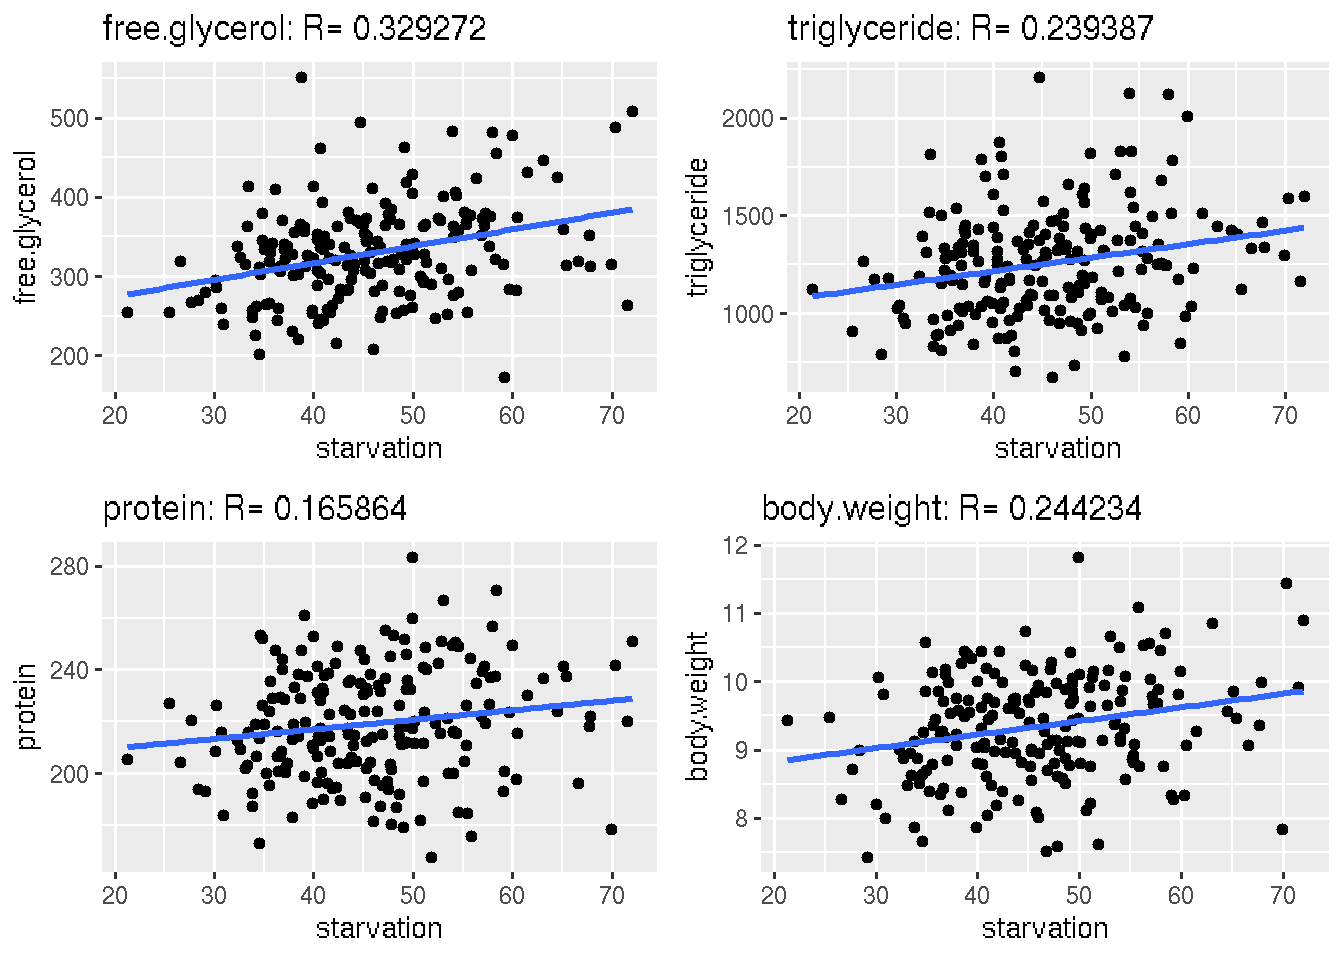 free.glycerol: R= 0.329272
free.glycerol
500
400
300
200
20 30 40 50 60 70
starvation
triglyceride: R= 0.239387
triglyceride
2000
1500
1000
20 30 40 50 60 70
starvation
protein: R= 0.165864
protein
280
240
200
20 30 40 50 60 70
starvation
body.weight: R= 0.244234
body.weight
12
11
10
9
8
20 30 40 50 60 70
starvation